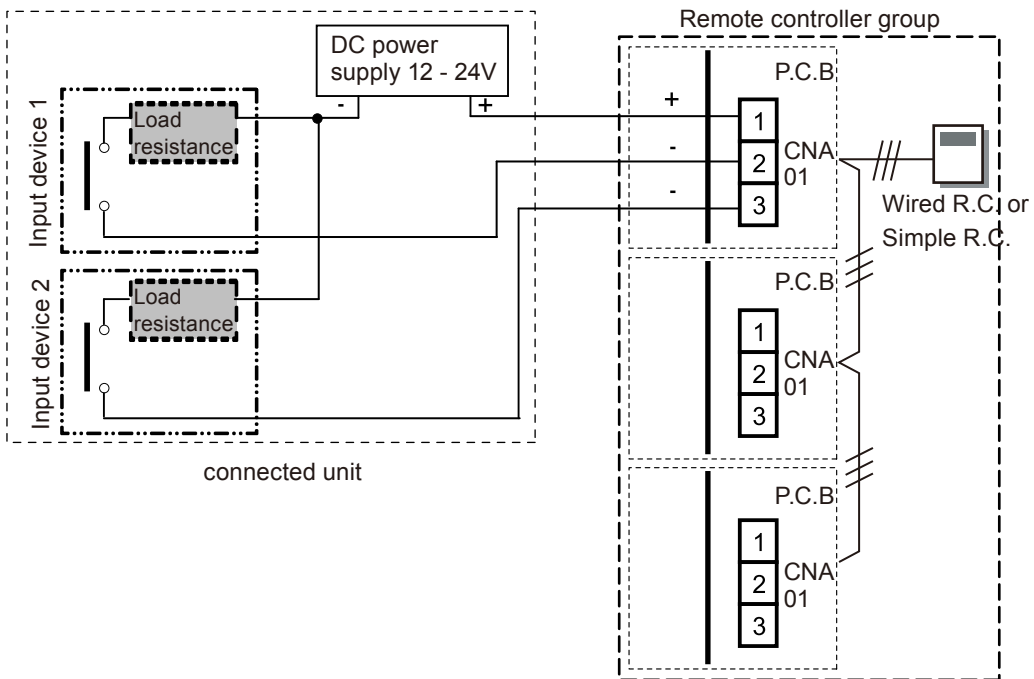 Remote controller group
DC power
supply 12 - 24V
- +
Input device 1
Load
resistance
Input device 2
Load
resistance
connected unit
+
-
-
P.C.B
1
2
3
CNA
01
Wired R.C. or
Simple R.C.
P.C.B
1
2
3
CNA
01
P.C.B
1
2
3
CNA
01